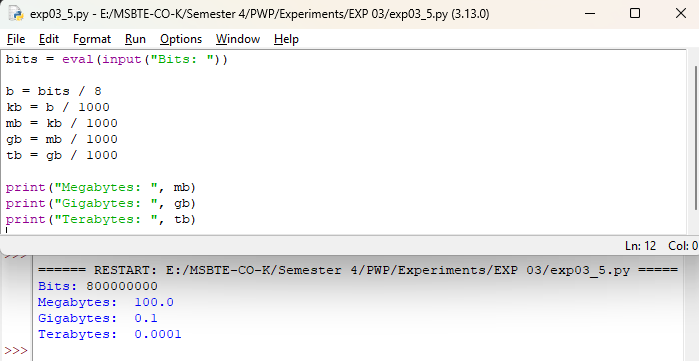 exp03_5.py - E:/MSBTE-CO-K/Semester 4/PWP/Experiments/EXP 03/exp03_5.py (3.13.0)
File Edit Format Run Options Window Help
bits = eval(input("Bits: "))
b = bits / 8
kb = b / 1000
mb = kb / 1000
gb = mb / 1000
tb = gb / 1000
print("Megabytes: ", mb)
print("Gigabytes: ", gb)
print("Terabytes: ", tb)
Ln: 12 Col: 0
>>>
====== RESTART: E:/MSBTE-CO-K/Semester 4/PWP/Experiments/EXP 03/exp03_5.py =====
Bits: 800000000
Megabytes:  100.0
Gigabytes:  0.1
Terabytes:  0.0001
>>>